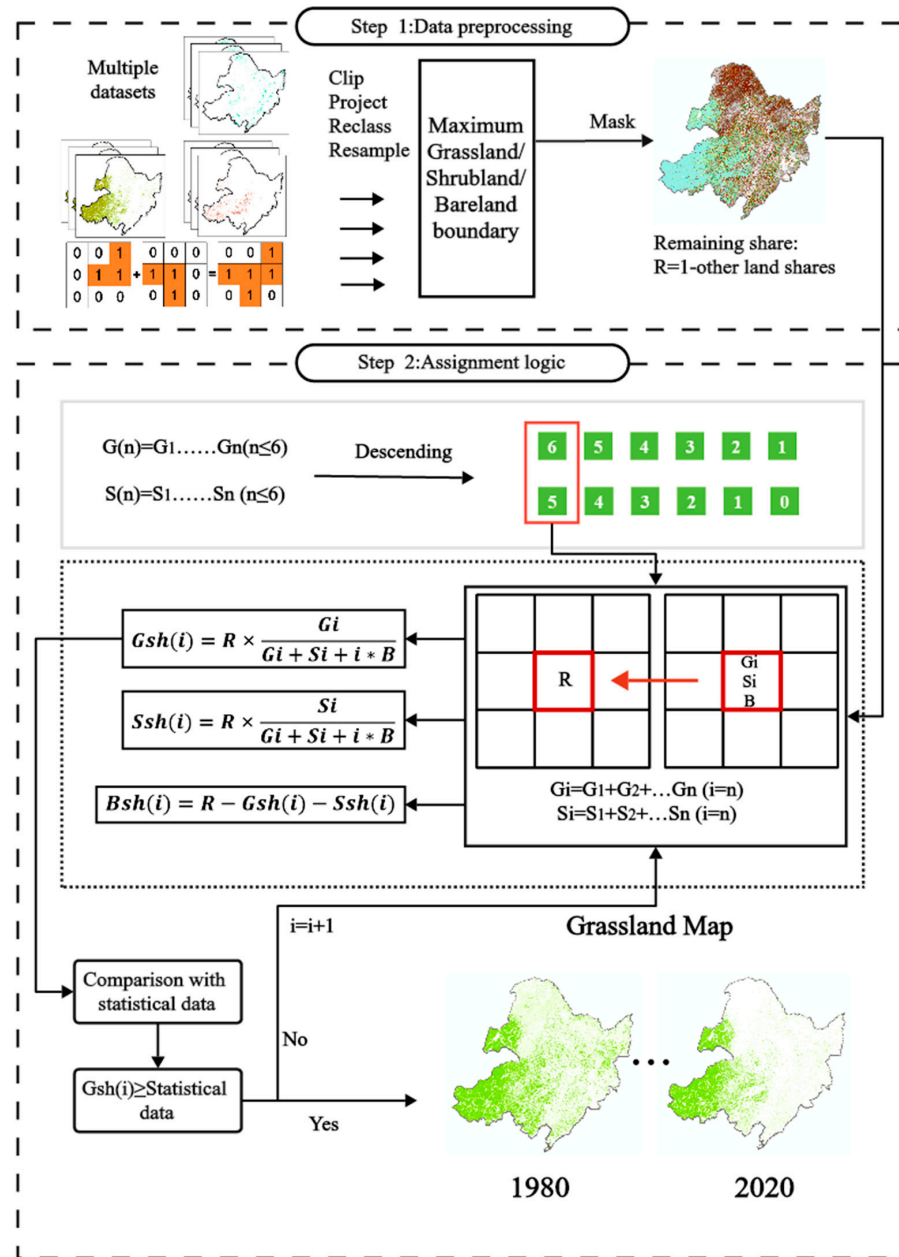 Step 1:Data preprocessing
Multiple
datasets
Clip
Project
Reclass
Resample
Maximum
Grassland/
Shrubland/
Bareland
boundary
Mask
Remaining share:
R=1-other land shares
0 0 1 0 0 0 0 0 1
0 1 1 + 1 1 0 = 1 1 1
0 0 0 0 1 0 0 1 0
Step 2:Assignment logic
G(n)=G1......Gn(n≤6)
S(n)=S1......Sn (n≤6)
Descending
6 5 4 3 2 1
5 4 3 2 1 0
Gsh(i) = R × Gi / Gi + Si + i * B
Ssh(i) = R × Si / Gi + Si + i * B
Bsh(i) = R − Gsh(i) − Ssh(i)
R
Gi
Si
B
Gi=G1+G2+...Gn (i=n)
Si=S1+S2+...Sn (i=n)
i=i+1
Grassland Map
Comparison with
statistical data
No
Gsh(i)≥Statistical
data
Yes
...
1980
2020